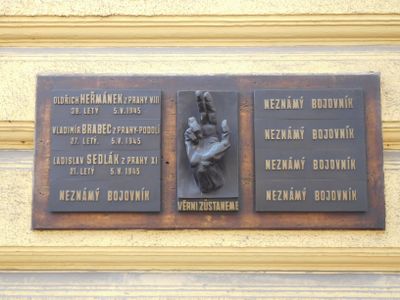 OLDŘICH HEŘMÁNEK Z PRAHY VIII
38. LETÝ 5.V.1945
VLADIMÍR BRABEC Z PRAHY-PODOLÍ
27. LETÝ. 5.V.1945
LADISLAV SEDLÁK Z PRAHY XI
21. LETÝ 5.V.1945
NEZNÁMÝ BOJOVNÍK
VĚRNI ZŮSTANEME
NEZNÁMÝ BOJOVNÍK
NEZNÁMÝ BOJOVNÍK
NEZNÁMÝ BOJOVNÍK
NEZNÁMÝ BOJOVNÍK